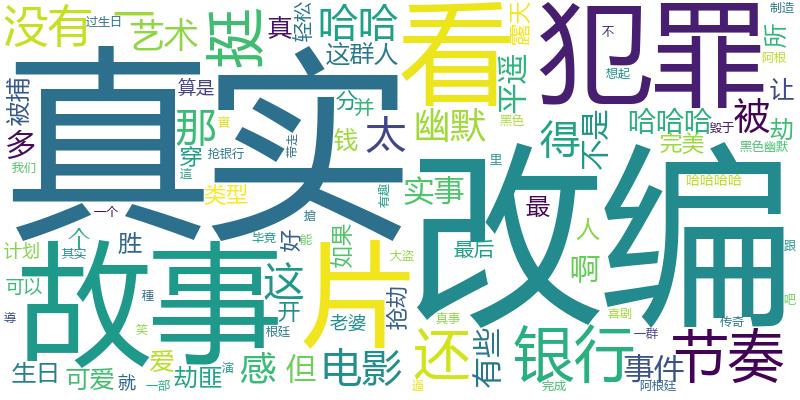 没有
一
过生日
艺术
挺
哈哈
轻松
真
这群人
看
露天
犯罪
制造
所
不
阿根
想起
让
真实
算是
被捕
多
我们
那
直
穿
抢银行
這
带走
分
并
钱
太
平遥
黑色
幽默
得
不是
哈哈哈
完美
被
毁于
劫
黑色幽默
哈哈哈哈
类型
有趣
实事
里
最
改编
一个
搶
个
其实
胜
计划
可以
故事
毕竟
能
好
如果
这
开
根廷
片
大盗
最后
人
啊
跟
吧
喜剧
传奇
種
導
笑
老婆
抢劫
真事
还
有些
银行
一群
事件
节奏
阿根廷
生日
可爱
就
爱
一部
劫匪
演
感
但
电影
過
完成